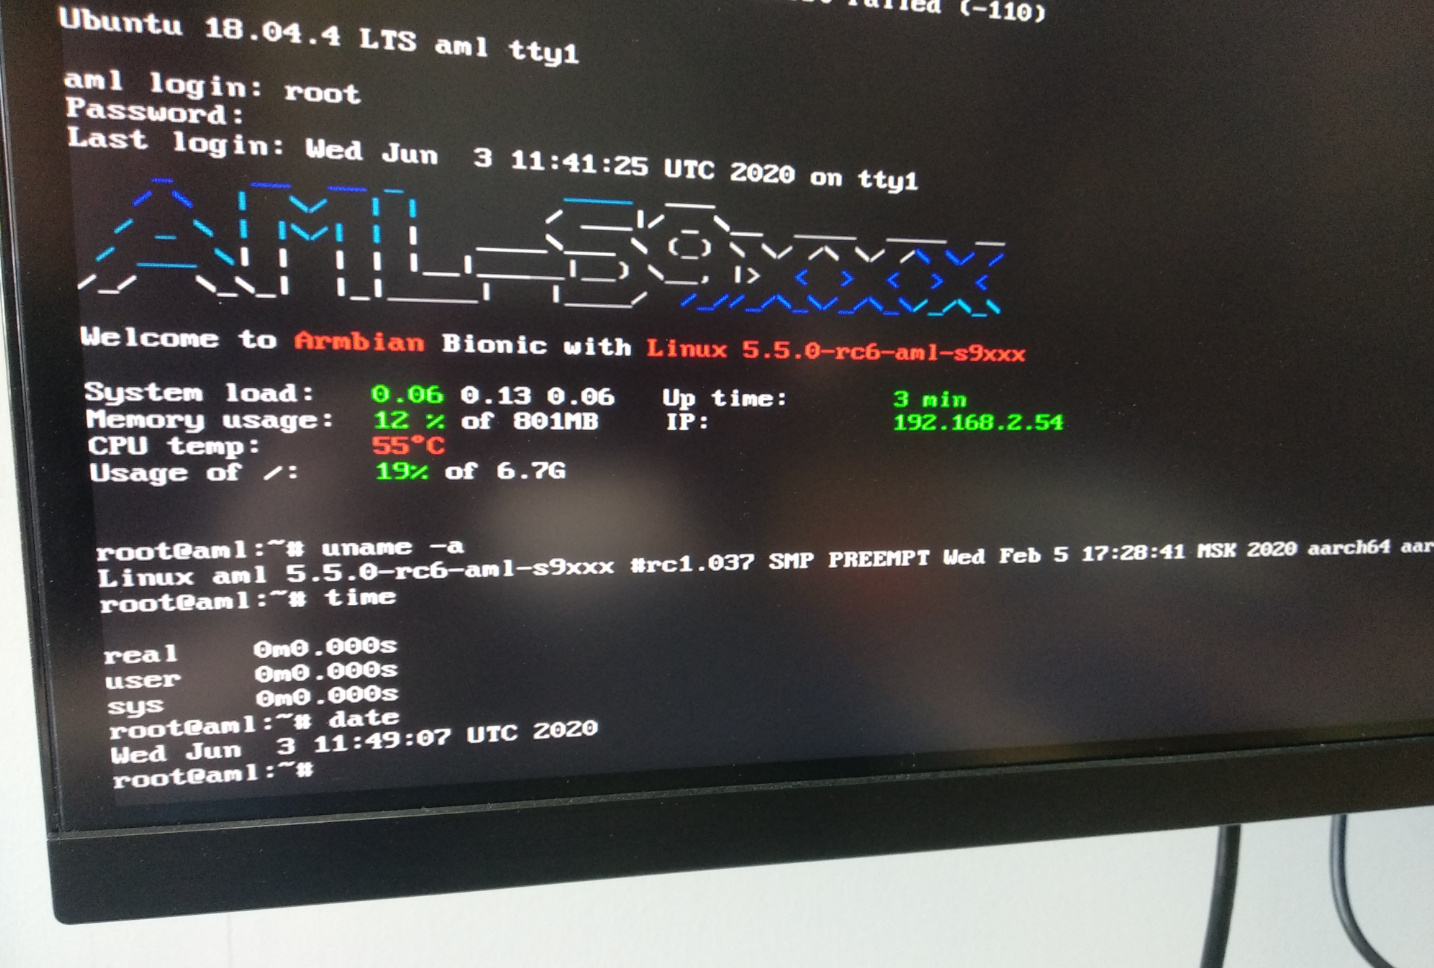 failed (-110)
Ubuntu 18.04.4 LTS aml tty1
aml login: root
Password:
Last login: Wed Jun  3 11:41:25 UTC 2020 on tty1
AML-S9xxx
Welcome to Armbian Bionic with Linux 5.5.0-rc6-aml-s9xxx
System load: 0.06 0.13 0.06 Up time: 3 min
Memory usage: 12 % of 801MB IP: 192.168.2.54
CPU temp: 55°C
Usage of /: 19% of 6.7G
root@aml:~# uname -a
Linux aml 5.5.0-rc6-aml-s9xxx #rc1.037 SMP PREEMPT Wed Feb 5 17:28:41 MSK 2020 aarch64 aar
root@aml:~# time
real 0m0.000s
user 0m0.000s
sys 0m0.000s
root@aml:~# date
Wed Jun  3 11:49:07 UTC 2020
root@aml:~#